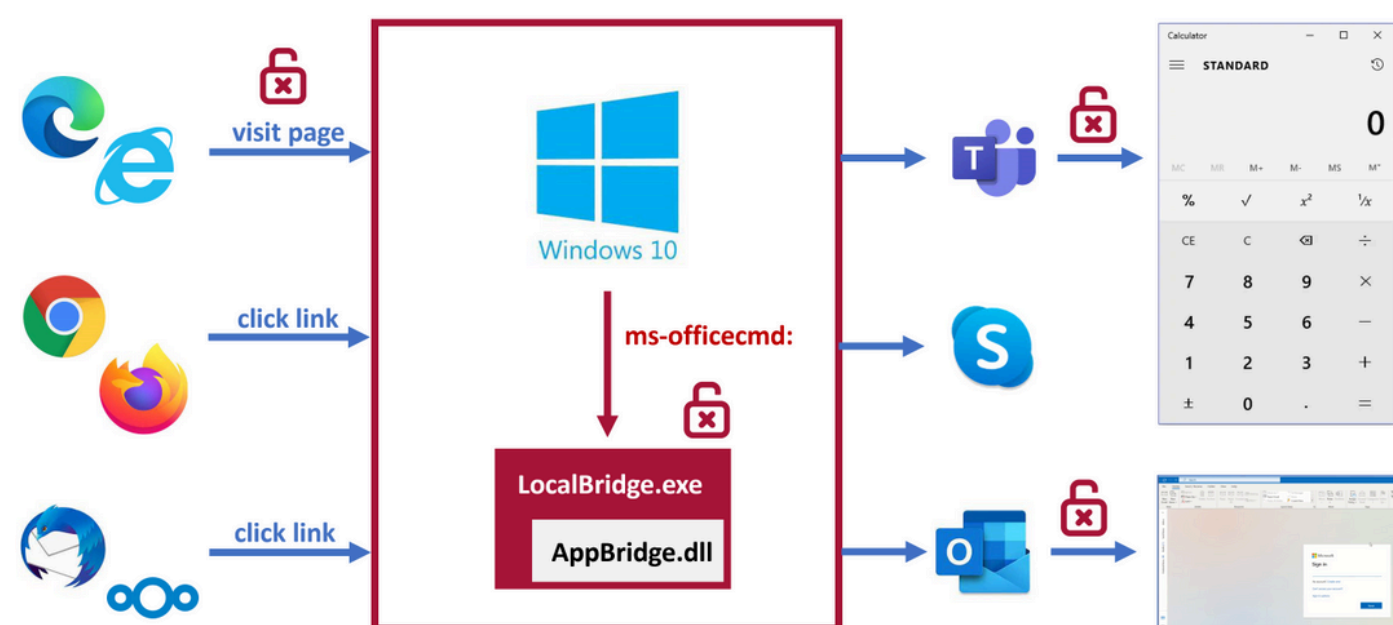 visit page
click link
click link
Windows 10
ms-officecmd:
LocalBridge.exe
AppBridge.dll
T
S
O
Calculator
STANDARD
0
MC MR M+ M- MS M˅
% √ x² ¹/x
CE C ÷
7 8 9 ×
4 5 6 −
1 2 3 +
± 0 . =
Microsoft
Sign in